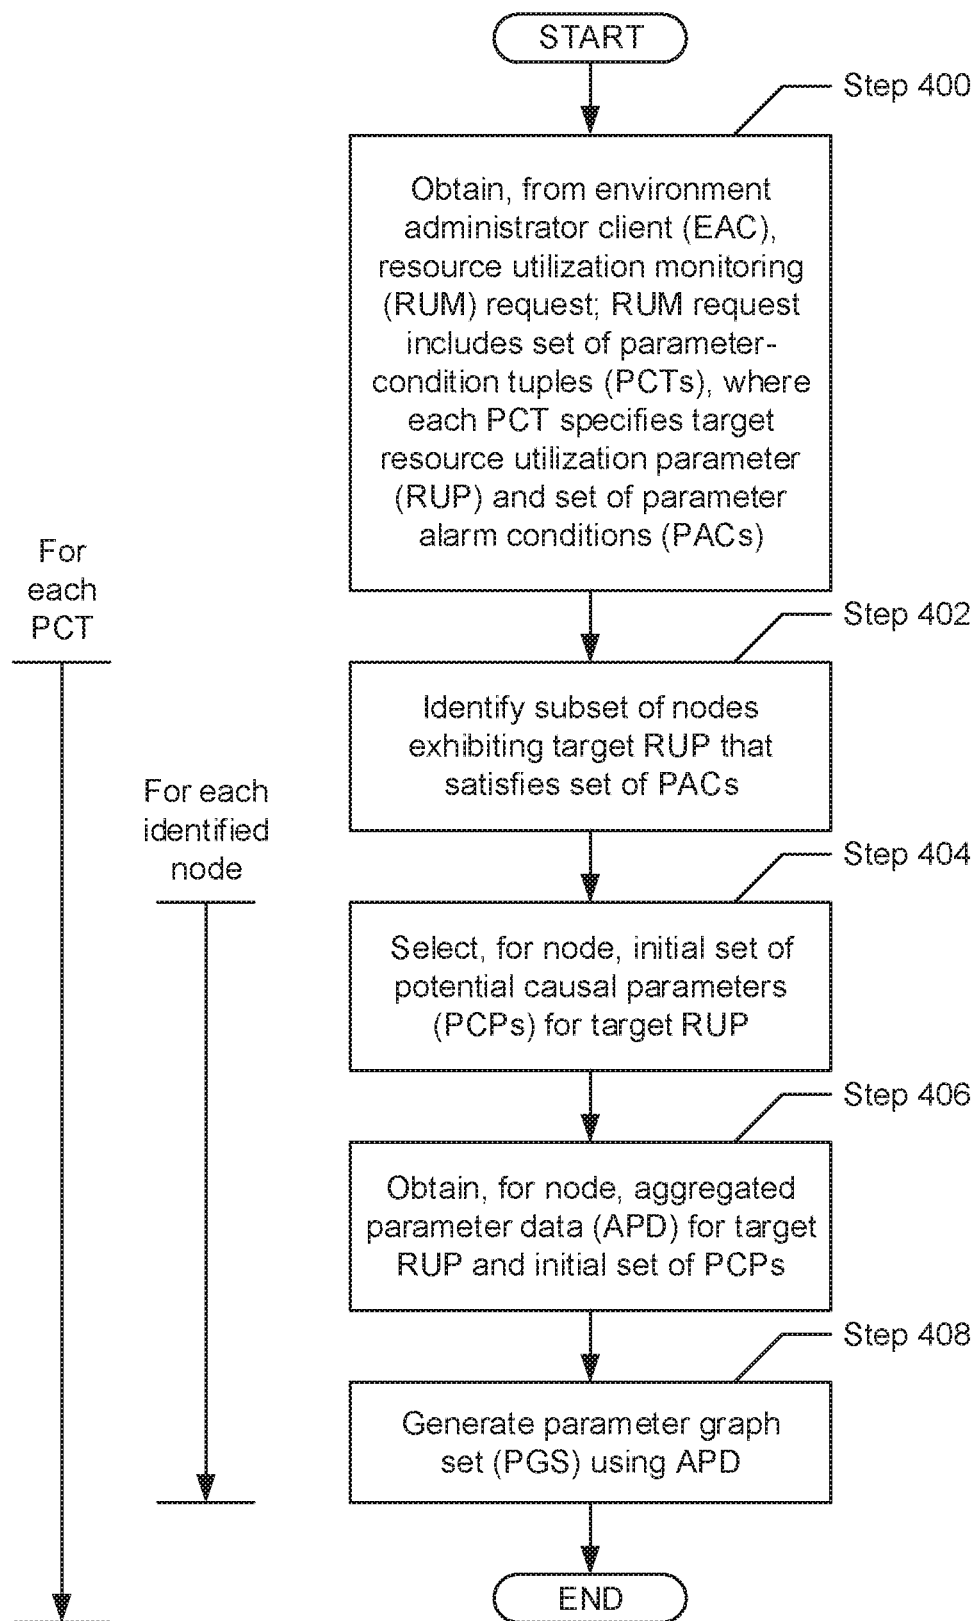 START
Step 400
Obtain, from environment
administrator client (EAC),
resource utilization monitoring
(RUM) request; RUM request
includes set of parameter-
condition tuples (PCTs), where
each PCT specifies target
resource utilization parameter
(RUP) and set of parameter
alarm conditions (PACs)
For
each
PCT
Step 402
Identify subset of nodes
exhibiting target RUP that
satisfies set of PACs
For each
identified
node
Step 404
Select, for node, initial set of
potential causal parameters
(PCPs) for target RUP
Step 406
Obtain, for node, aggregated
parameter data (APD) for target
RUP and initial set of PCPs
Step 408
Generate parameter graph
set (PGS) using APD
END